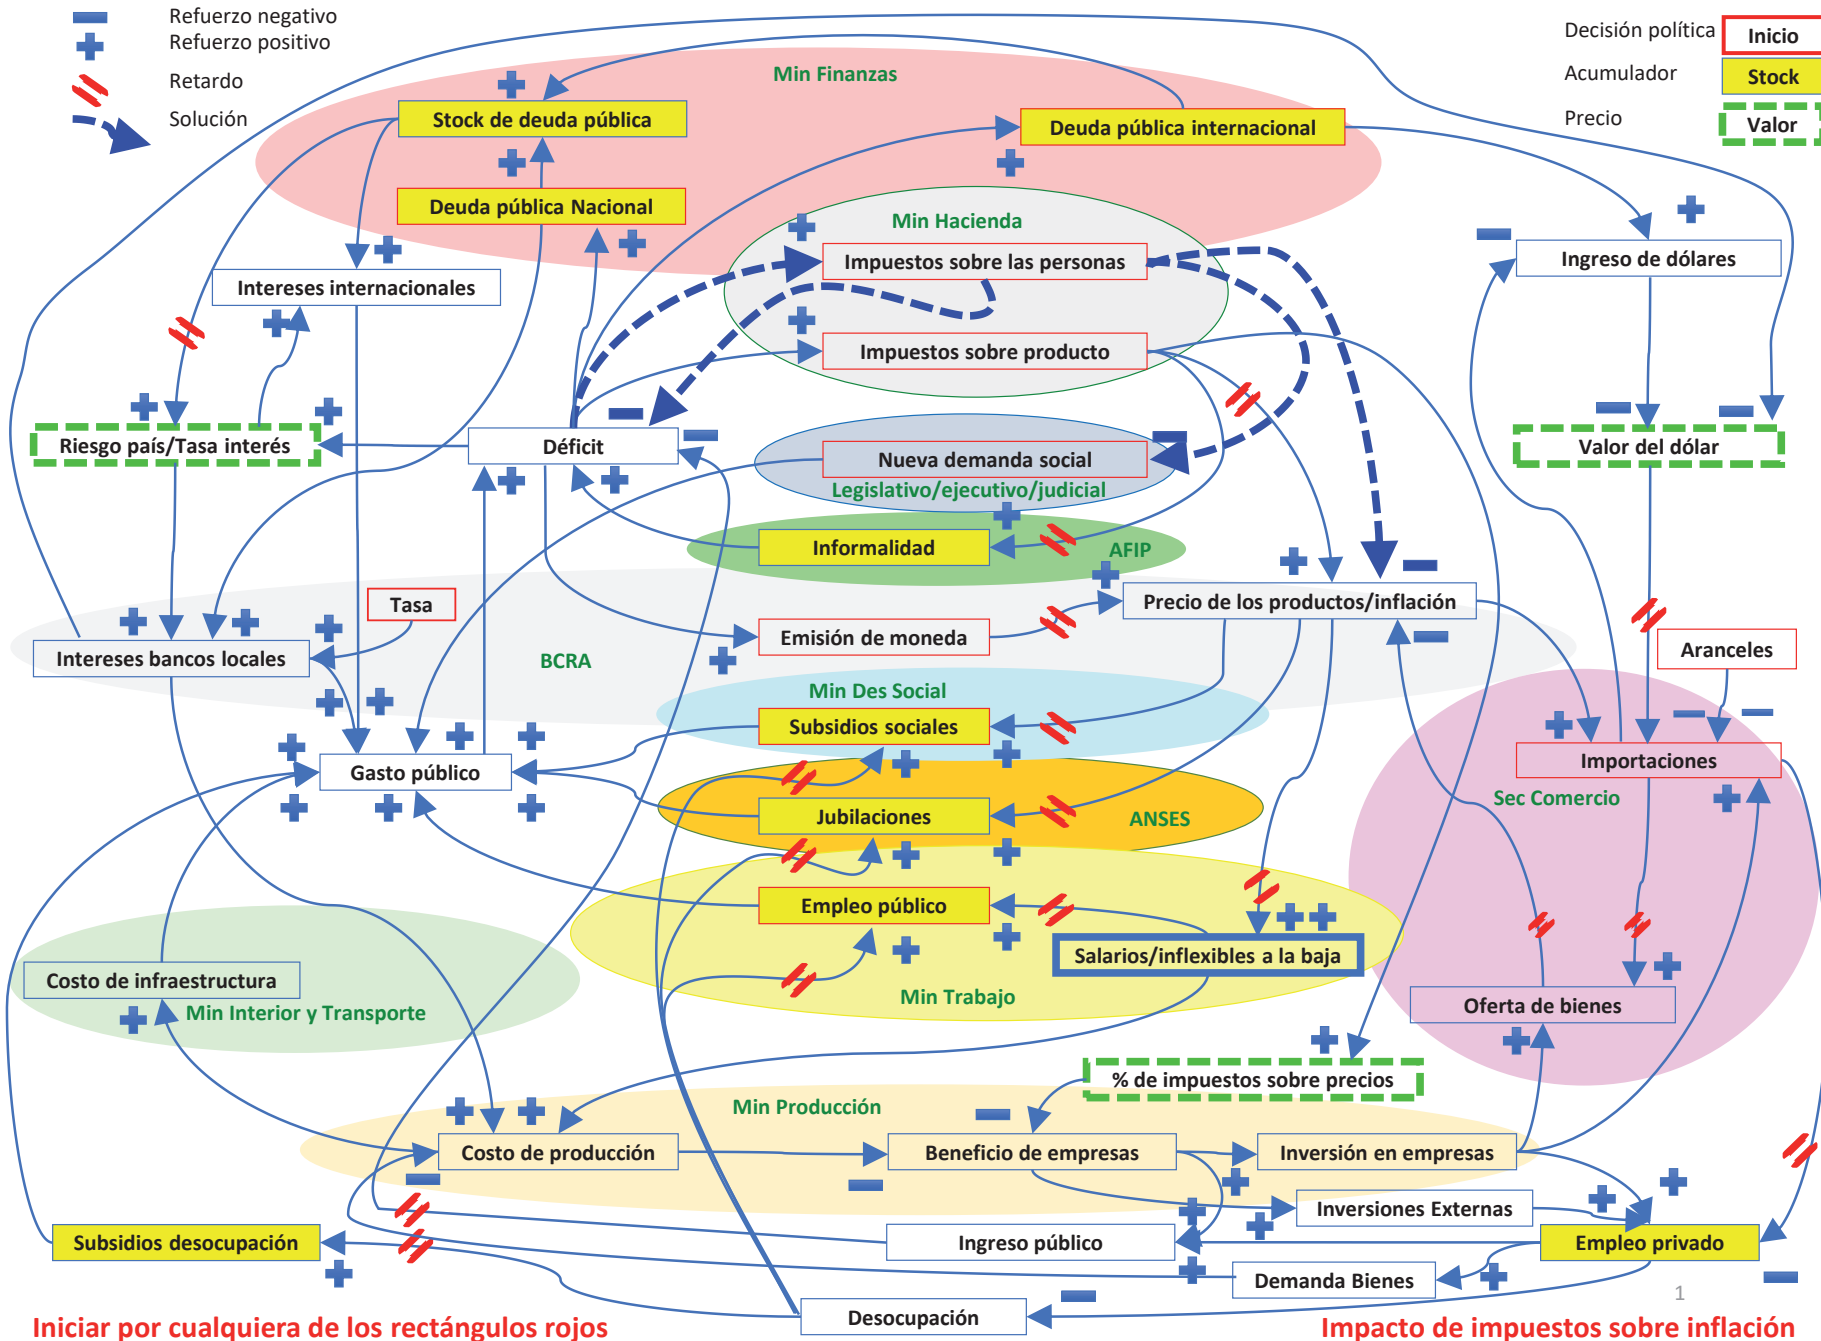 Refuerzo negativo
Refuerzo positivo
Retardo
Solución
Decisión política
Inicio
Acumulador
Stock
Precio
Valor
Min Finanzas
Stock de deuda pública
Deuda pública internacional
Deuda pública Nacional
Min Hacienda
Impuestos sobre las personas
Ingreso de dólares
Intereses internacionales
Impuestos sobre producto
Riesgo país/Tasa interés
Déficit
Nueva demanda social
Valor del dólar
Legislativo/ejecutivo/judicial
Informalidad
AFIP
Tasa
Precio de los productos/inflación
Emisión de moneda
Intereses bancos locales
BCRA
Aranceles
Min Des Social
Subsidios sociales
Gasto público
Importaciones
Sec Comercio
Jubilaciones
ANSES
Empleo público
Salarios/inflexibles a la baja
Costo de infraestructura
Min Trabajo
Min Interior y Transporte
Oferta de bienes
% de impuestos sobre precios
Min Producción
Costo de producción
Beneficio de empresas
Inversión en empresas
Inversiones Externas
Subsidios desocupación
Ingreso público
Empleo privado
Demanda Bienes
1
Desocupación
Iniciar por cualquiera de los rectángulos rojos
Impacto de impuestos sobre inflación